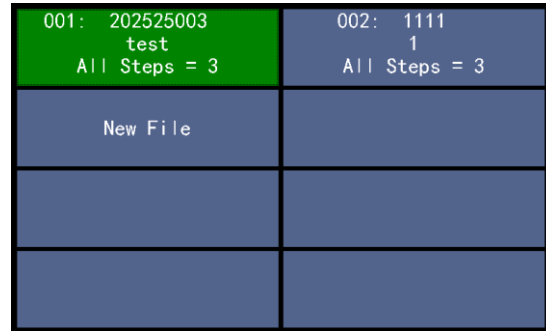 001: 202525003
test
All Steps = 3
002: 1111
1
All Steps = 3
New File